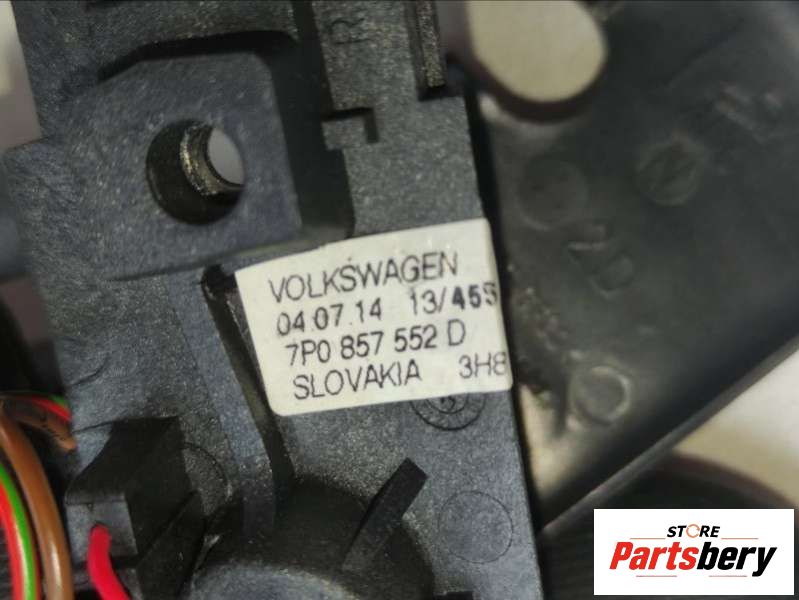 R
VOLKSWAGEN
04.07.14 13/455
7P0 857 552 D
SLOVAKIA 3H8
STORE
Partsbery